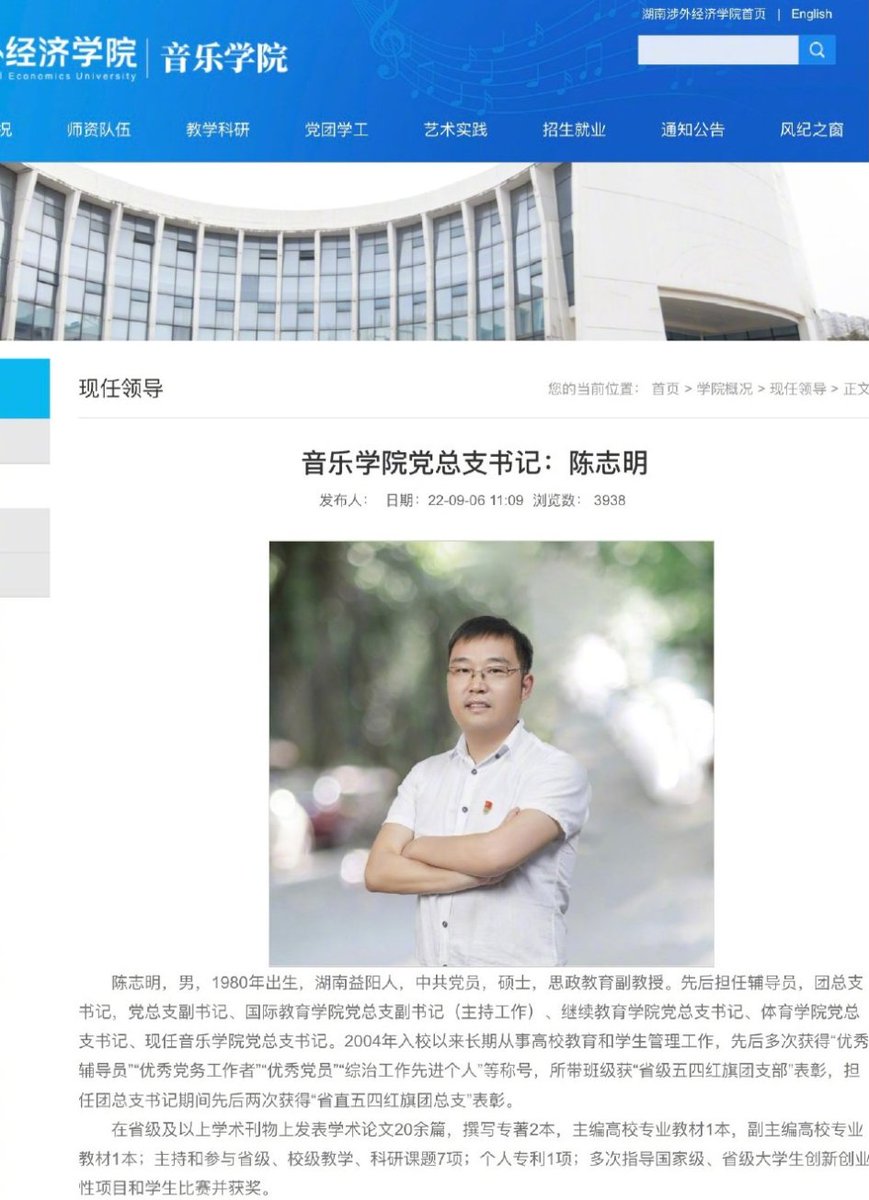 湖南涉外经济学院首页 | English
经济学院 音乐学院
l Economics University
况 师资队伍 教学科研 党团学工 艺术实践 招生就业 通知公告 风纪之窗
现任领导 您的当前位置: 首页 > 学院概况 > 现任领导 > 正文
音乐学院党总支书记：陈志明
发布人： 日期：22-09-06 11:09 浏览数： 3938
陈志明，男，1980年出生，湖南益阳人，中共党员，硕士，思政教育副教授。先后担任辅导员，团总支
书记，党总支副书记、国际教育学院党总支副书记（主持工作）、继续教育学院党总支书记、体育学院党总
支书记、现任音乐学院党总支书记。2004年入校以来长期从事高校教育和学生管理工作，先后多次获得“优秀
辅导员”“优秀党务工作者”“优秀党员”“综治工作先进个人”等称号，所带班级获“省级五四红旗团支部”表彰，担
任团总支书记期间先后两次获得“省直五四红旗团总支”表彰。
在省级及以上学术刊物上发表学术论文20余篇，撰写专著2本，主编高校专业教材1本，副主编高校专业
教材1本；主持和参与省级、校级教学、科研课题7项；个人专利1项；多次指导国家级、省级大学生创新创业
性项目和学生比赛并获奖。